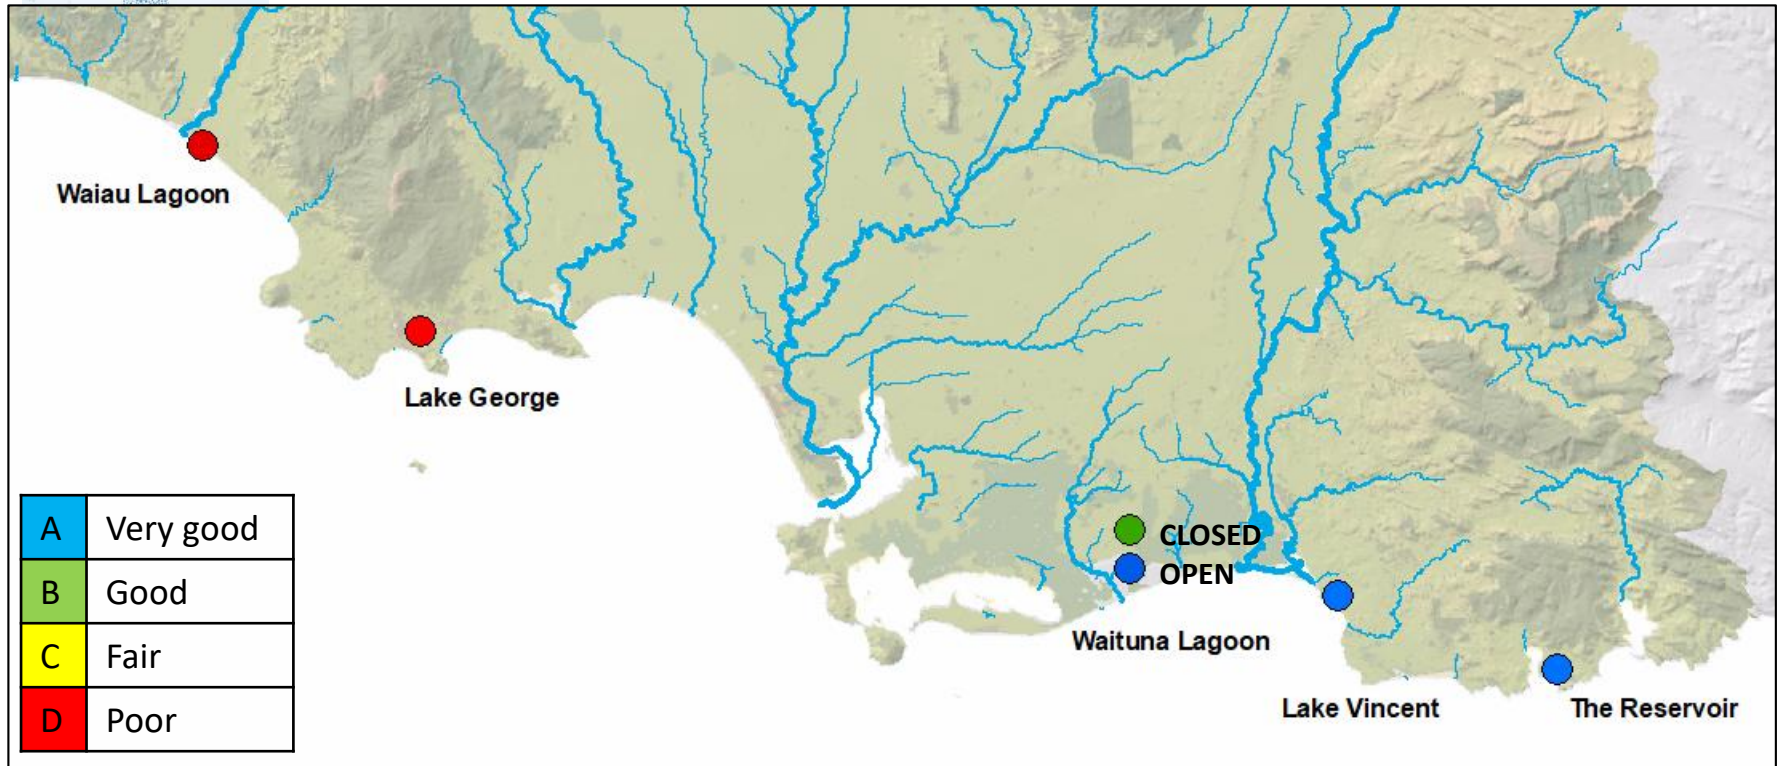 Waiau Lagoon
Lake George
A Very good
B Good
C Fair
D Poor
CLOSED
OPEN
Waituna Lagoon
Lake Vincent
The Reservoir